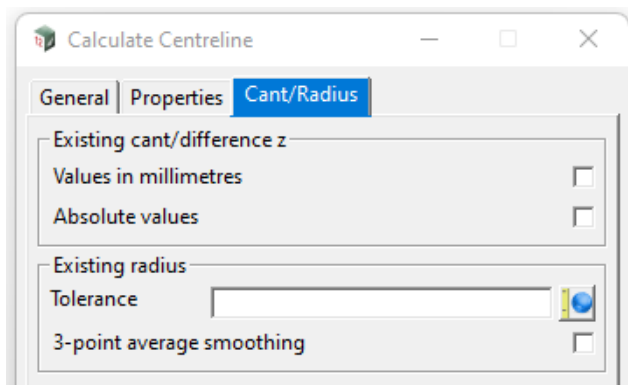 Calculate Centreline
General Properties Cant/Radius
Existing cant/difference z
Values in millimetres
Absolute values
Existing radius
Tolerance
3-point average smoothing